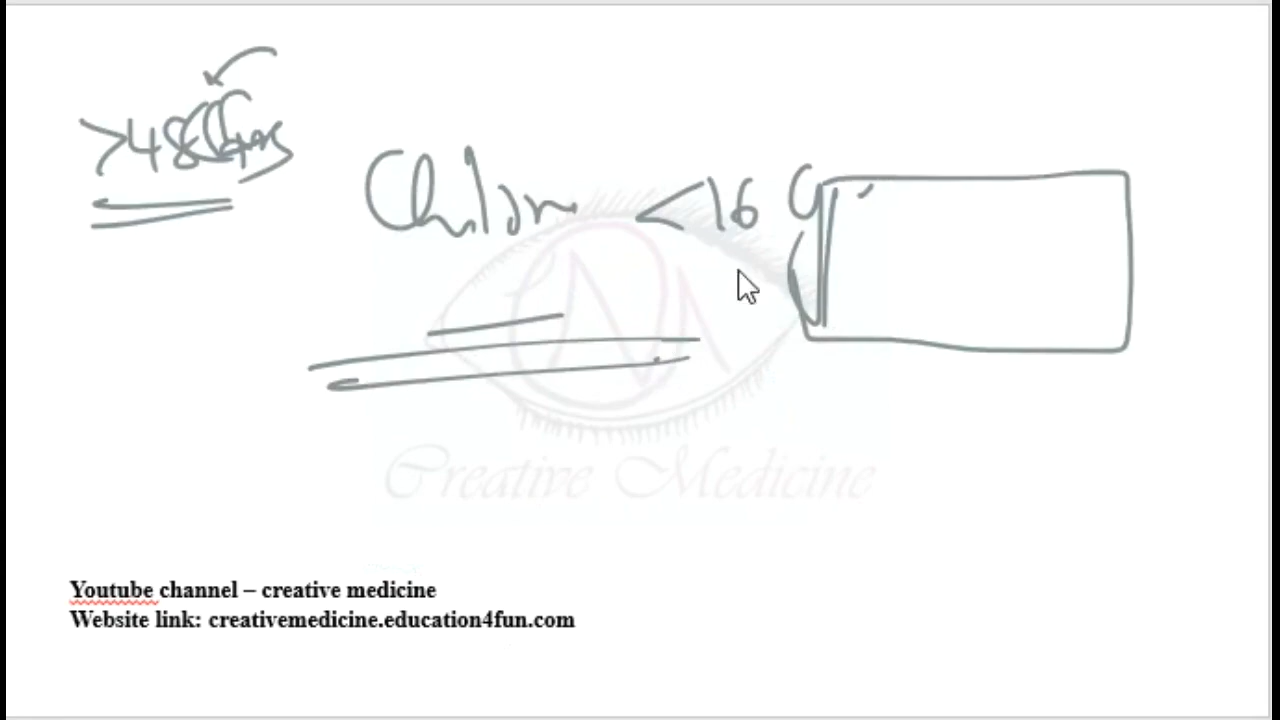 >48
Children <16
Creative Medicine
Youtube channel – creative medicine
Website link: creativemedicine.education4fun.com